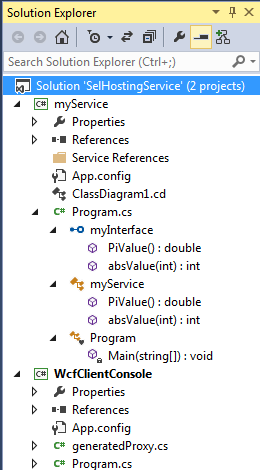 Solution Explorer
Search Solution Explorer (Ctrl+;)
Solution 'SelHostingService' (2 projects)
C# myService
Properties
References
Service References
App.config
ClassDiagram1.cd
C# Program.cs
myInterface
PiValue() : double
absValue(int) : int
myService
PiValue() : double
absValue(int) : int
Program
Main(string[]) : void
C# WcfClientConsole
Properties
References
App.config
C# generatedProxy.cs
C# Program.cs